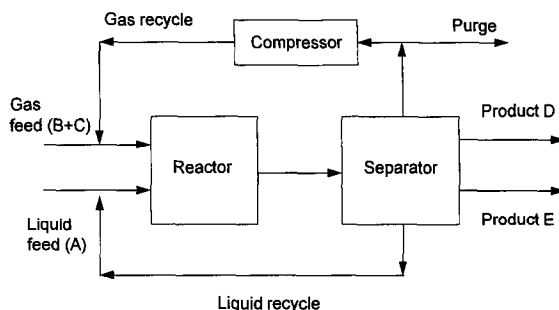 Gas recycle
Compressor
Purge
Gas
feed (B+C)
Reactor
Separator
Product D
Product E
Liquid
feed (A)
Liquid recycle